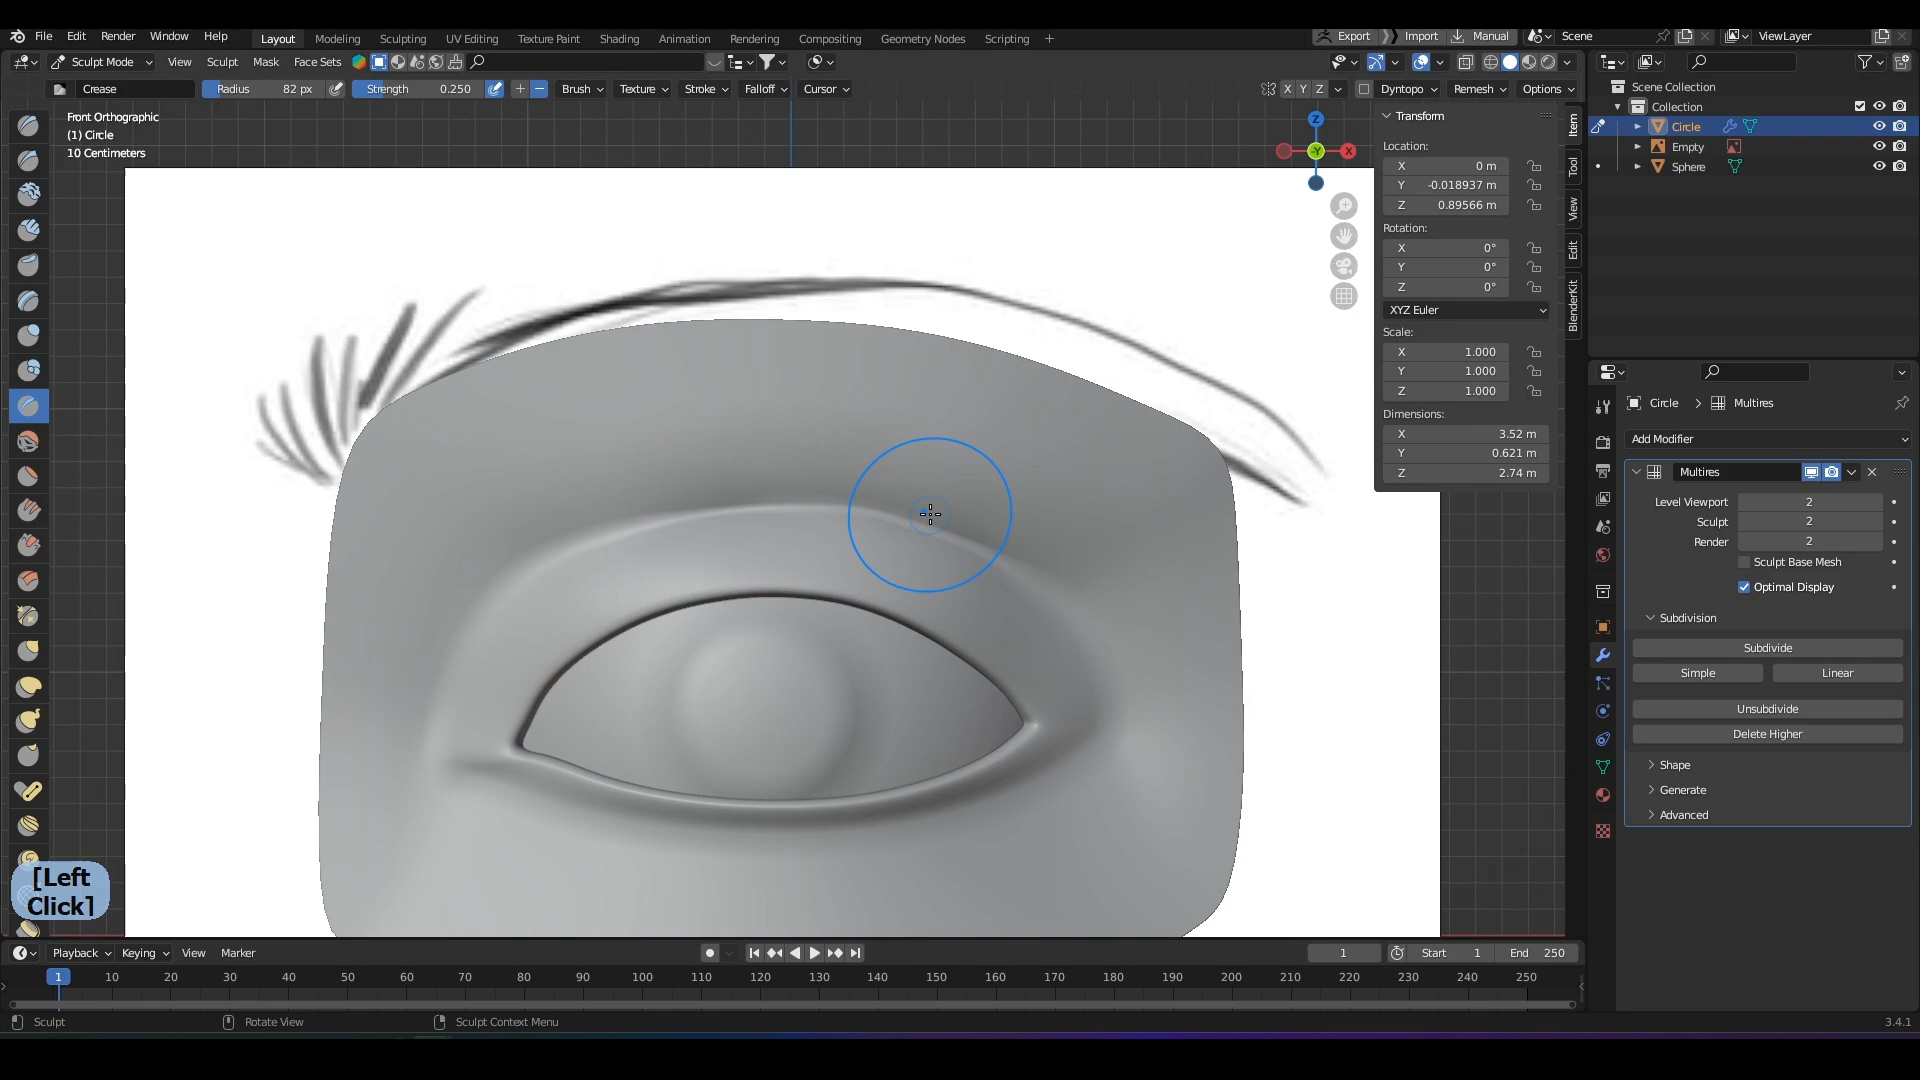 File Edit Render Window Help Layout Modeling Sculpting UV Editing Texture Paint Shading Animation Rendering Compositing Geometry Nodes Scripting + Export Import Manual Scene ViewLayer
Sculpt Mode View Sculpt Mask Face Sets
Crease Radius 82 px Strength 0.250 Brush Texture Stroke Falloff Cursor X Y Z Dyntopo Remesh Options
Front Orthographic
(1) Circle
10 Centimeters
Z
-Y
X
Transform
Location:
X 0 m
Y -0.018937 m
Z 0.89566 m
Rotation:
X 0°
Y 0°
Z 0°
XYZ Euler
Scale:
X 1.000
Y 1.000
Z 1.000
Dimensions:
X 3.52 m
Y 0.621 m
Z 2.74 m
Item
Tool
View
Edit
BlenderKit
Scene Collection
Collection
Circle
Empty
Sphere
Circle > Multires
Add Modifier
Multires
Level Viewport 2
Sculpt 2
Render 2
Sculpt Base Mesh
Optimal Display
Subdivision
Subdivide
Simple Linear
Unsubdivide
Delete Higher
Shape
Generate
Advanced
[Left
Click]
Playback Keying View Marker 1 Start 1 End 250
1 10 20 30 40 50 60 70 80 90 100 110 120 130 140 150 160 170 180 190 200 210 220 230 240 250
Sculpt Rotate View Sculpt Context Menu 3.4.1